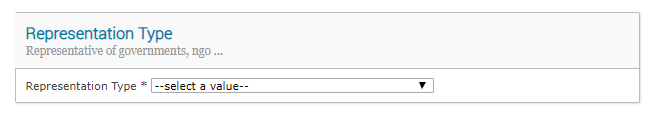 Representation Type
Representative of governments, ngo ...
Representation Type * --select a value--